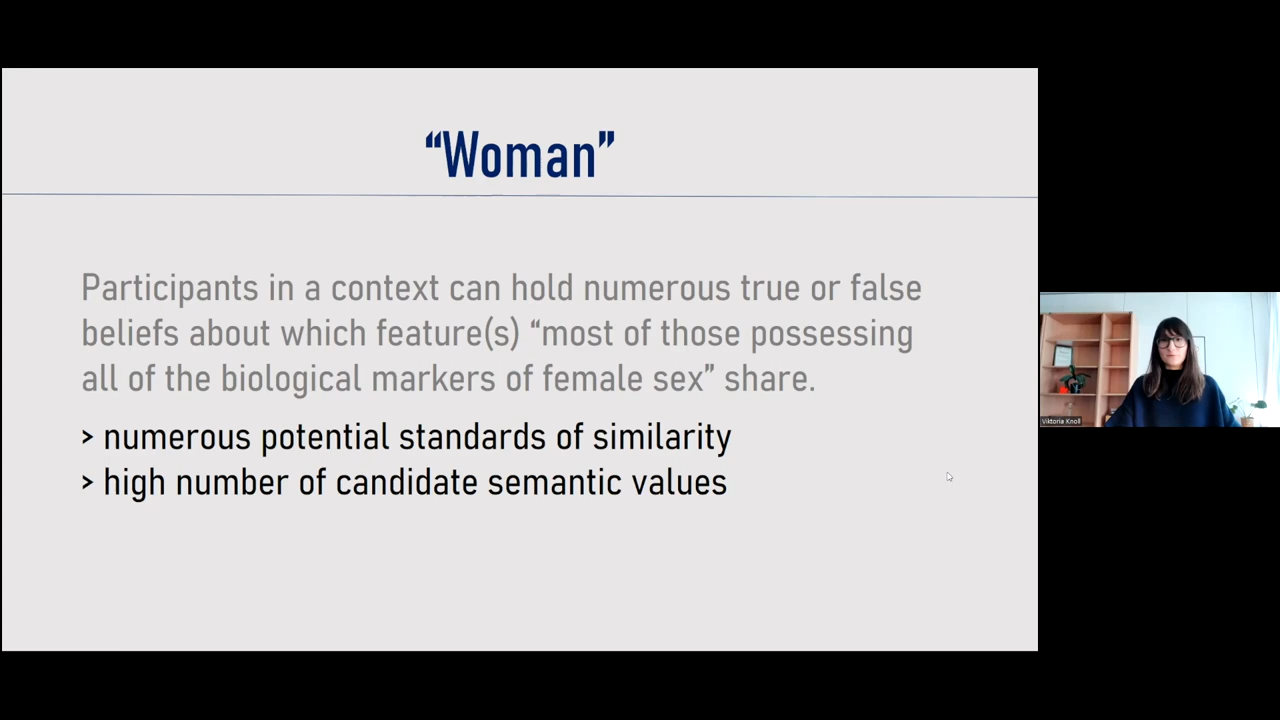 “Woman”
Participants in a context can hold numerous true or false
beliefs about which feature(s) “most of those possessing
all of the biological markers of female sex” share.
> numerous potential standards of similarity
> high number of candidate semantic values
Viktoria Knoll